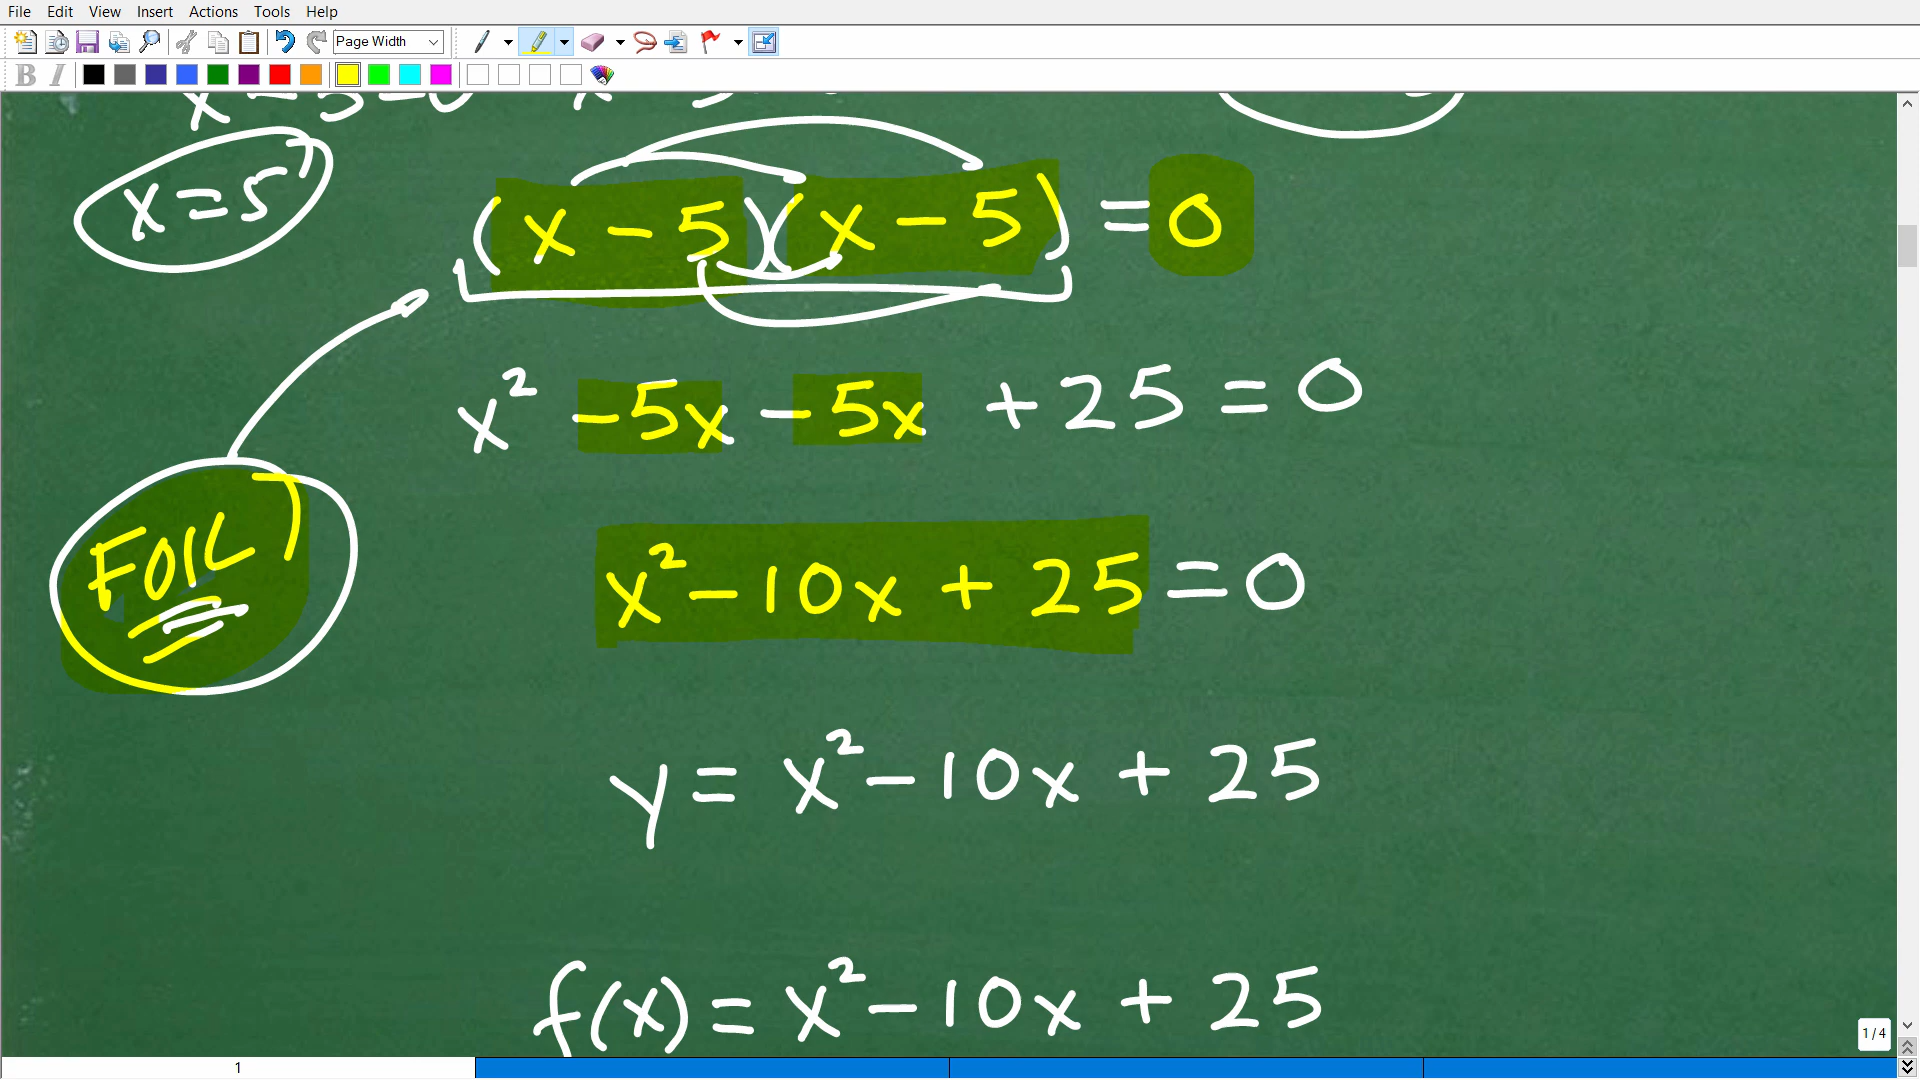 File Edit View Insert Actions Tools Help
Page Width
B I
x = 5
(x - 5)(x - 5) = 0
x² - 5x - 5x + 25 = 0
FOIL
x² - 10x + 25 = 0
y = x² - 10x + 25
f(x) = x² - 10x + 25
1 / 4
1